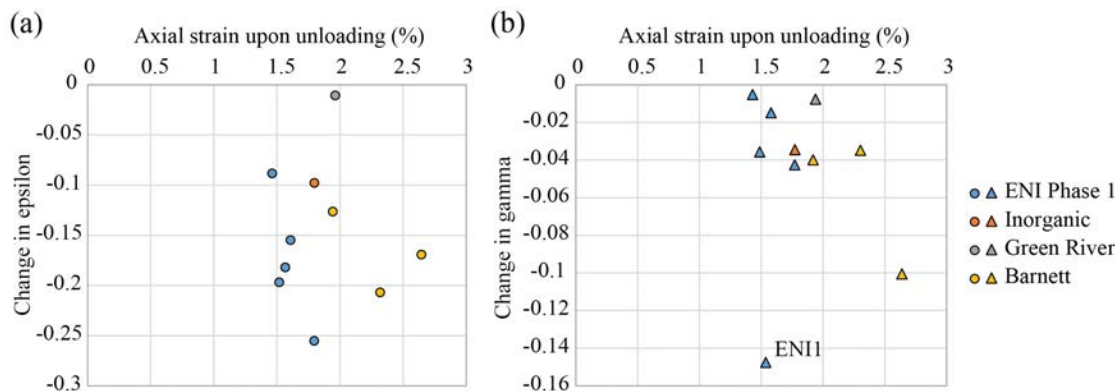 (a)
Axial strain upon unloading (%)
0 0.5 1 1.5 2 2.5 3
0
-0.05
-0.1
-0.15
-0.2
-0.25
-0.3
Change in epsilon
(b)
Axial strain upon unloading (%)
0 0.5 1 1.5 2 2.5 3
0
-0.02
-0.04
-0.06
-0.08
-0.1
-0.12
-0.14
-0.16
Change in gamma
ENI1
ENI Phase 1
Inorganic
Green River
Barnett